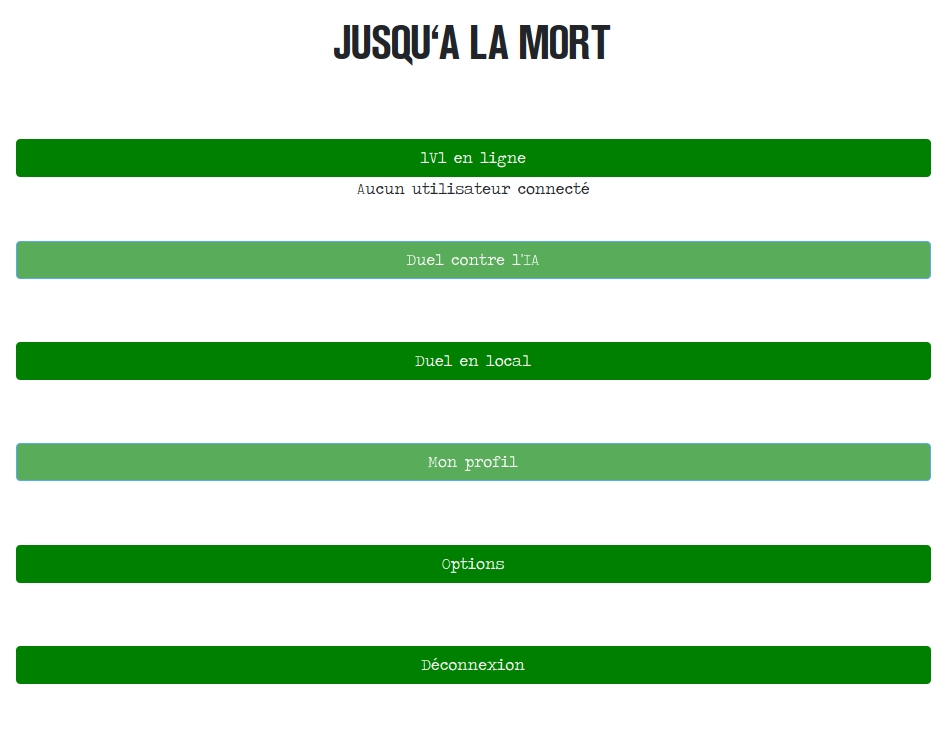 JUSQU‘A LA MORT
1V1 en ligne
Aucun utilisateur connecté
Duel contre l'IA
Duel en local
Mon profil
Options
Déconnexion